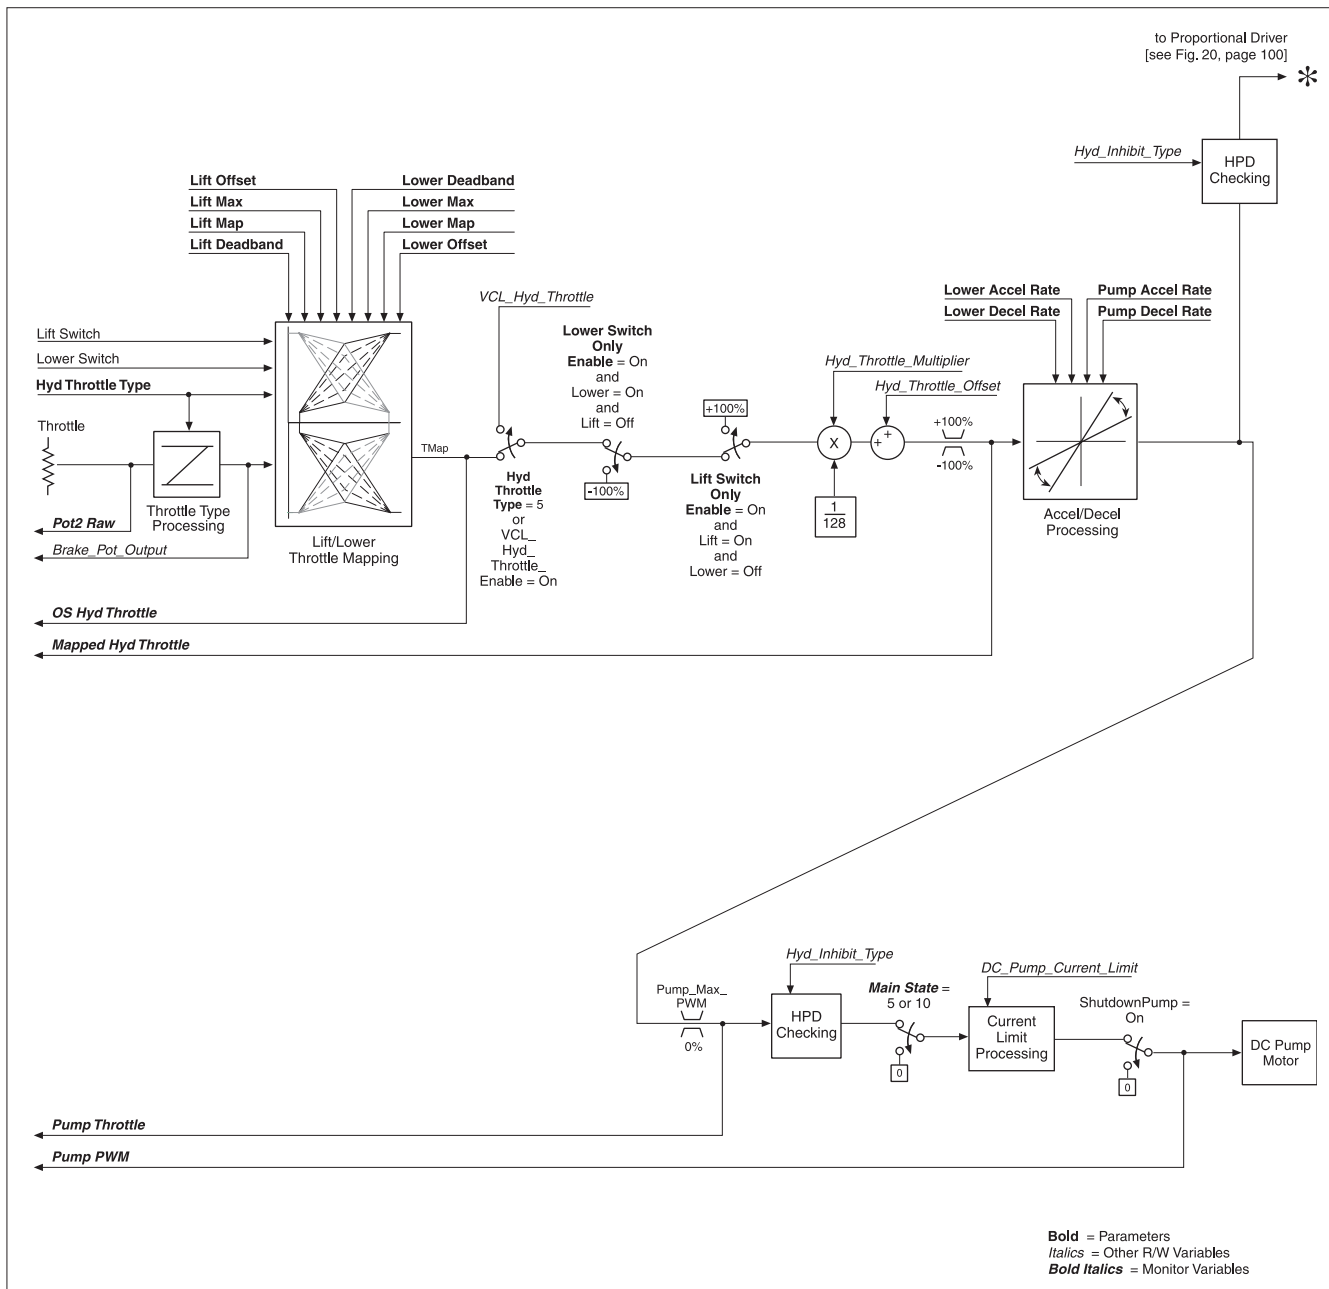 to Proportional Driver
[see Fig. 20, page 100]
*
Hyd_Inhibit_Type
HPD
Checking
Lift Offset
Lift Max
Lift Map
Lift Deadband
Lower Deadband
Lower Max
Lower Map
Lower Offset
Lift Switch
Lower Switch
Hyd Throttle Type
Throttle
Throttle Type
Processing
Pot2 Raw
Brake_Pot_Output
Lift/Lower
Throttle Mapping
TMap
VCL_Hyd_Throttle
Hyd
Throttle
Type = 5
or
VCL_
Hyd_
Throttle_
Enable = On
Lower Switch
Only
Enable = On
and
Lower = On
and
Lift = Off
-100%
+100%
Lift Switch
Only
Enable = On
and
Lift = On
and
Lower = Off
Hyd_Throttle_Multiplier
X
1
128
Hyd_Throttle_Offset
+ +
+100%
-100%
Lower Accel Rate
Lower Decel Rate
Pump Accel Rate
Pump Decel Rate
Accel/Decel
Processing
OS Hyd Throttle
Mapped Hyd Throttle
Pump_Max_
PWM
0%
Hyd_Inhibit_Type
HPD
Checking
Main State =
5 or 10
0
DC_Pump_Current_Limit
Current
Limit
Processing
ShutdownPump =
On
0
DC Pump
Motor
Pump Throttle
Pump PWM
Bold = Parameters
Italics = Other R/W Variables
Bold Italics = Monitor Variables